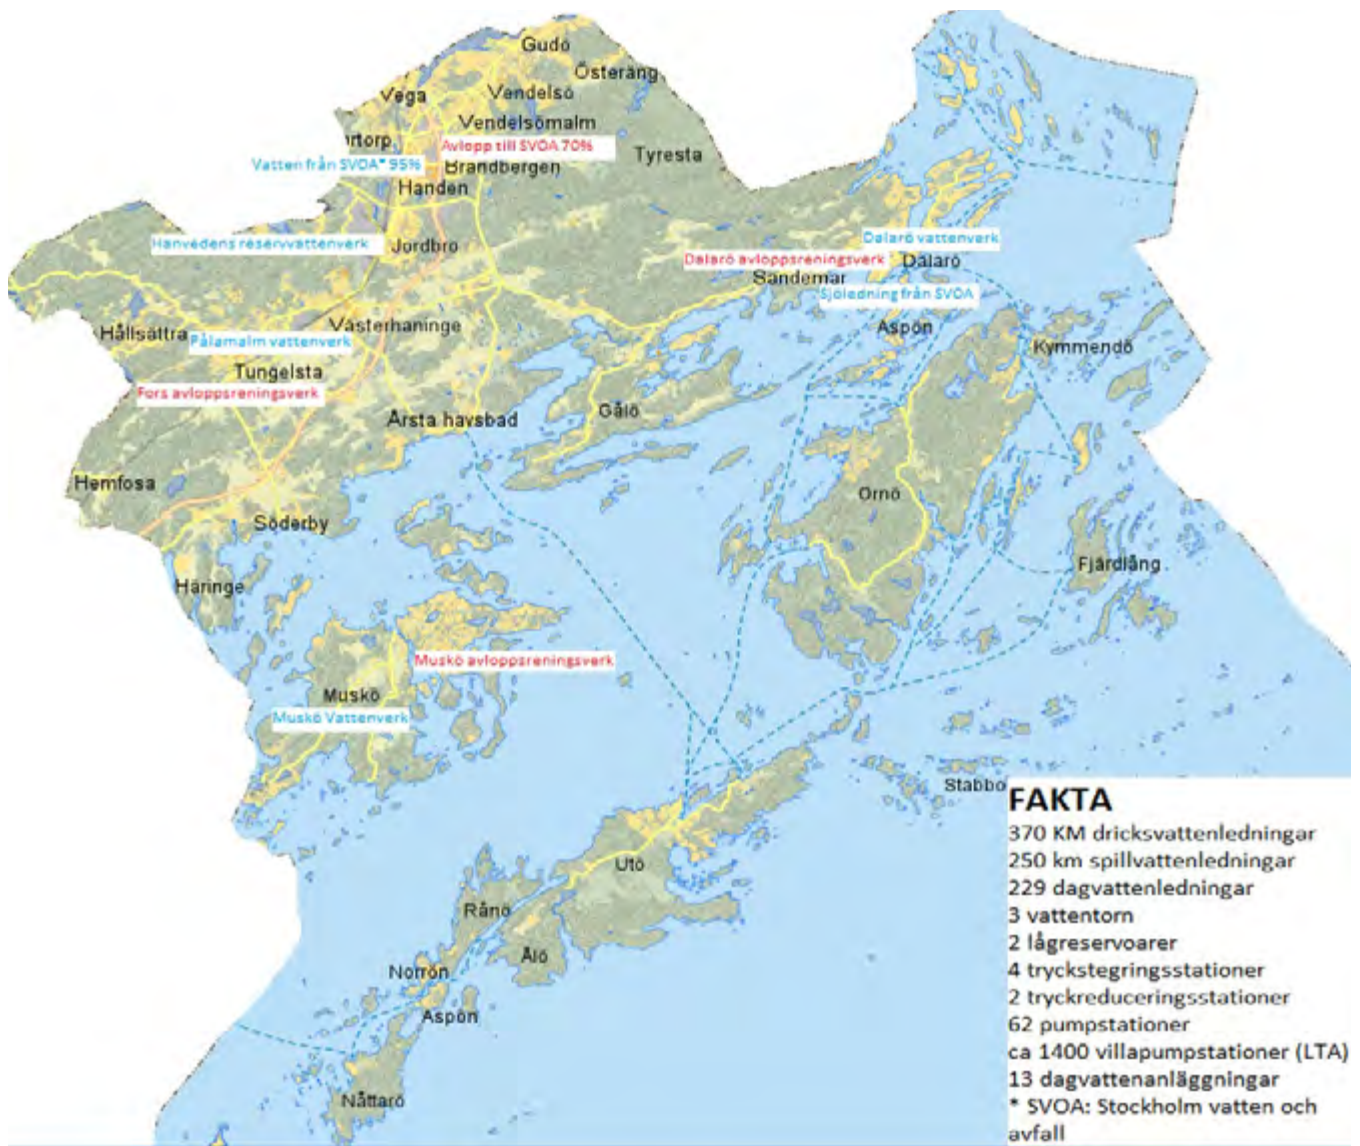 Gudö
Österäng
Vega
Vendelsö
Vendelsömalm
rtorp
Avlopp till SVOA 70%
Tyresta
Vatten från SVOA* 95%
Brandbergen
Handen
Hanvedens reservvattenverk
Jordbro
Dalarö vattenverk
Dalarö avloppsreningsverk
Dalarö
Sandemar
Sjöledning från SVOA
Hållsättra
Västerhaninge
Aspön
Pålamalm vattenverk
Kymmendö
Tungelsta
Fors avloppsreningsverk
Årsta havsbad
Gålö
Hemfosa
Ornö
Söderby
Fjärdlång
Häringe
Muskö avloppsreningsverk
Muskö
Muskö Vattenverk
Stabbo
Utö
Rånö
Ålö
Norrön
Aspön
Nåttarö
FAKTA
370 KM dricksvattenledningar
250 km spillvattenledningar
229 dagvattenledningar
3 vattentorn
2 lågreservoarer
4 tryckstegringsstationer
2 tryckreduceringsstationer
62 pumpstationer
ca 1400 villapumpstationer (LTA)
13 dagvattenanläggningar
* SVOA: Stockholm vatten och
avfall